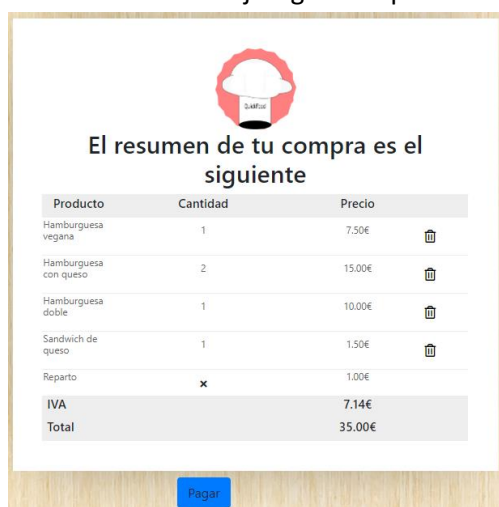 El resumen de tu compra es el
siguiente
Producto Cantidad Precio
Hamburguesa
vegana 1 7.50€
Hamburguesa
con queso 2 15.00€
Hamburguesa
doble 1 10.00€
Sandwich de
queso 1 1.50€
Reparto × 1.00€
IVA 7.14€
Total 35.00€
Pagar